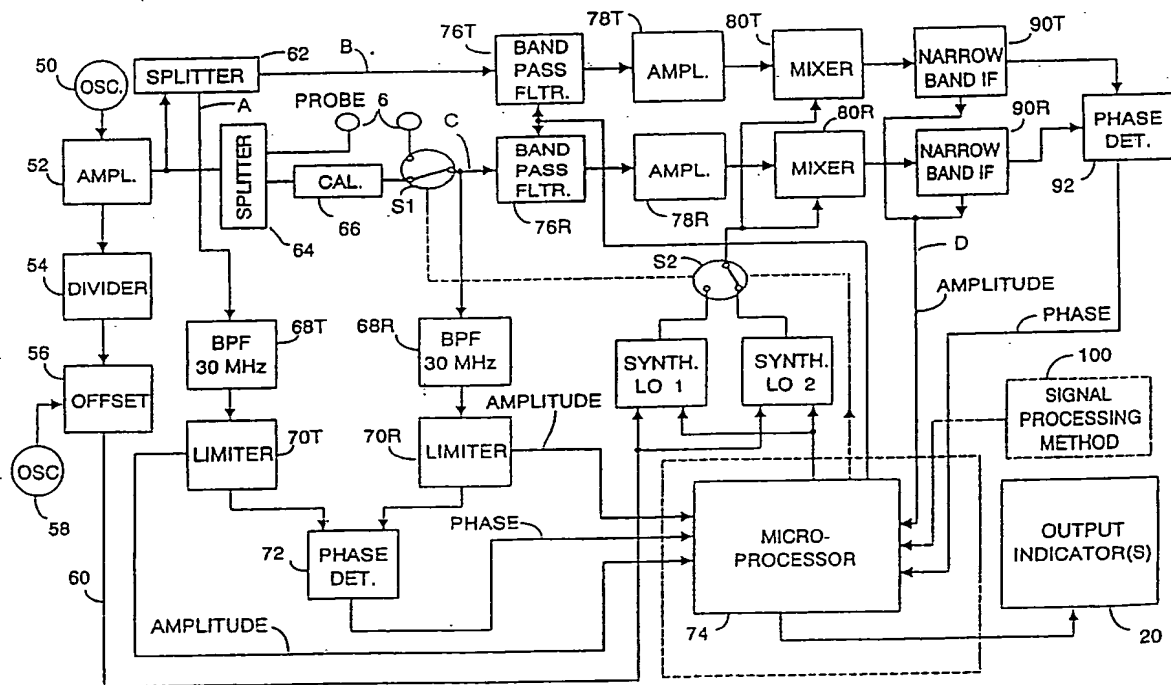 62
76T
78T
80T
90T
50
OSC.
SPLITTER
B
BAND
PASS
FLTR.
AMPL.
MIXER
NARROW
BAND IF
A
PROBE
6
C
80R
90R
52
AMPL.
SPLITTER
CAL.
S1
BAND
PASS
FLTR.
AMPL.
MIXER
NARROW
BAND IF
PHASE
DET.
92
66
64
76R
78R
54
DIVIDER
S2
D
AMPLITUDE
PHASE
68T
68R
BPF
30 MHz
BPF
30 MHz
SYNTH.
LO 1
SYNTH.
LO 2
100
SIGNAL
PROCESSING
METHOD
56
OFFSET
AMPLITUDE
70T
70R
LIMITER
LIMITER
OSC
58
PHASE
MICRO-
PROCESSOR
OUTPUT
INDICATOR(S)
72
PHASE
DET.
60
AMPLITUDE
74
20